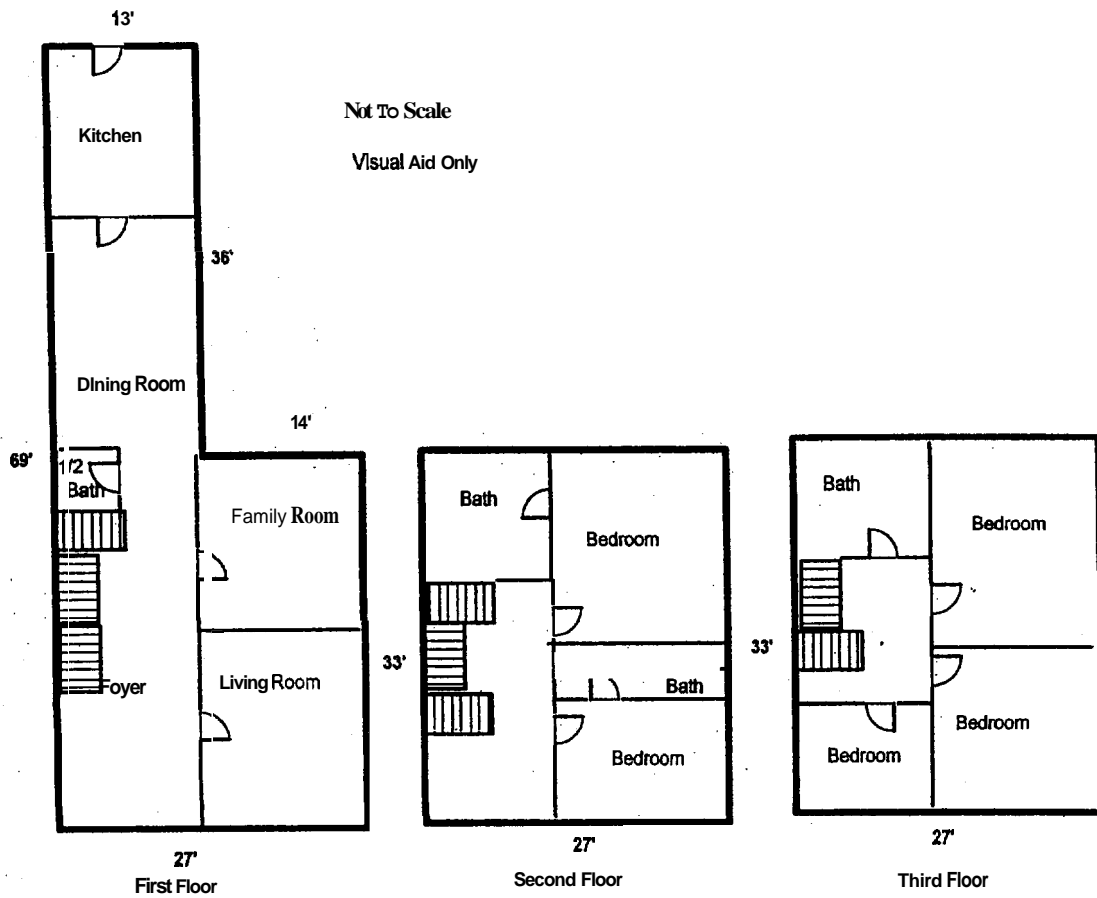 13'
Not To Scale
Kitchen
Visual Aid Only
36'
DIning Room
14'
69'
1/2
Bath
Family Room
Foyer
Living Room
27'
First Floor
Bath
Bedroom
33'
Bath
Bedroom
27'
Second Floor
Bath
Bedroom
33'
Bedroom
Bedroom
27'
Third Floor